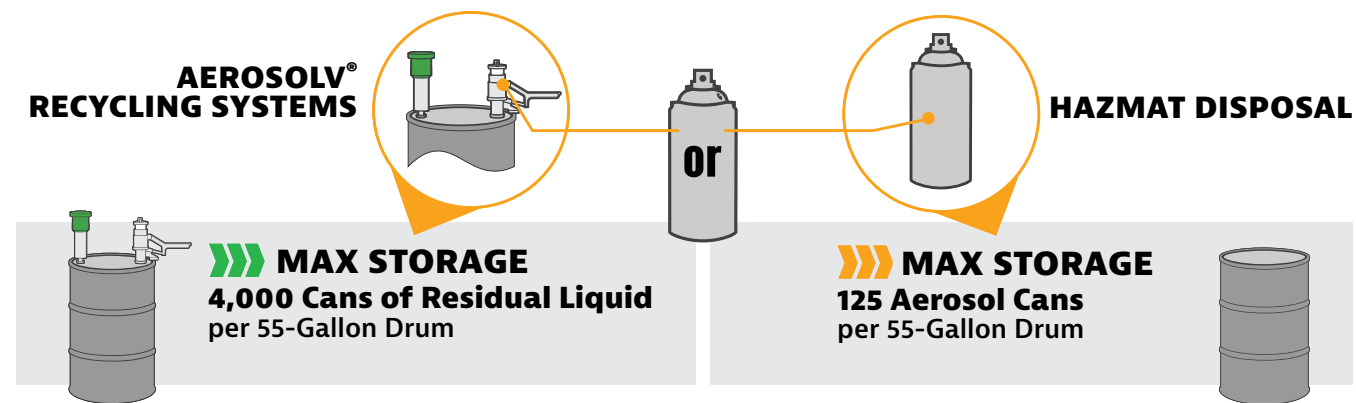 AEROSOLV®
RECYCLING SYSTEMS
or
HAZMAT DISPOSAL
MAX STORAGE
4,000 Cans of Residual Liquid
per 55-Gallon Drum
MAX STORAGE
125 Aerosol Cans
per 55-Gallon Drum